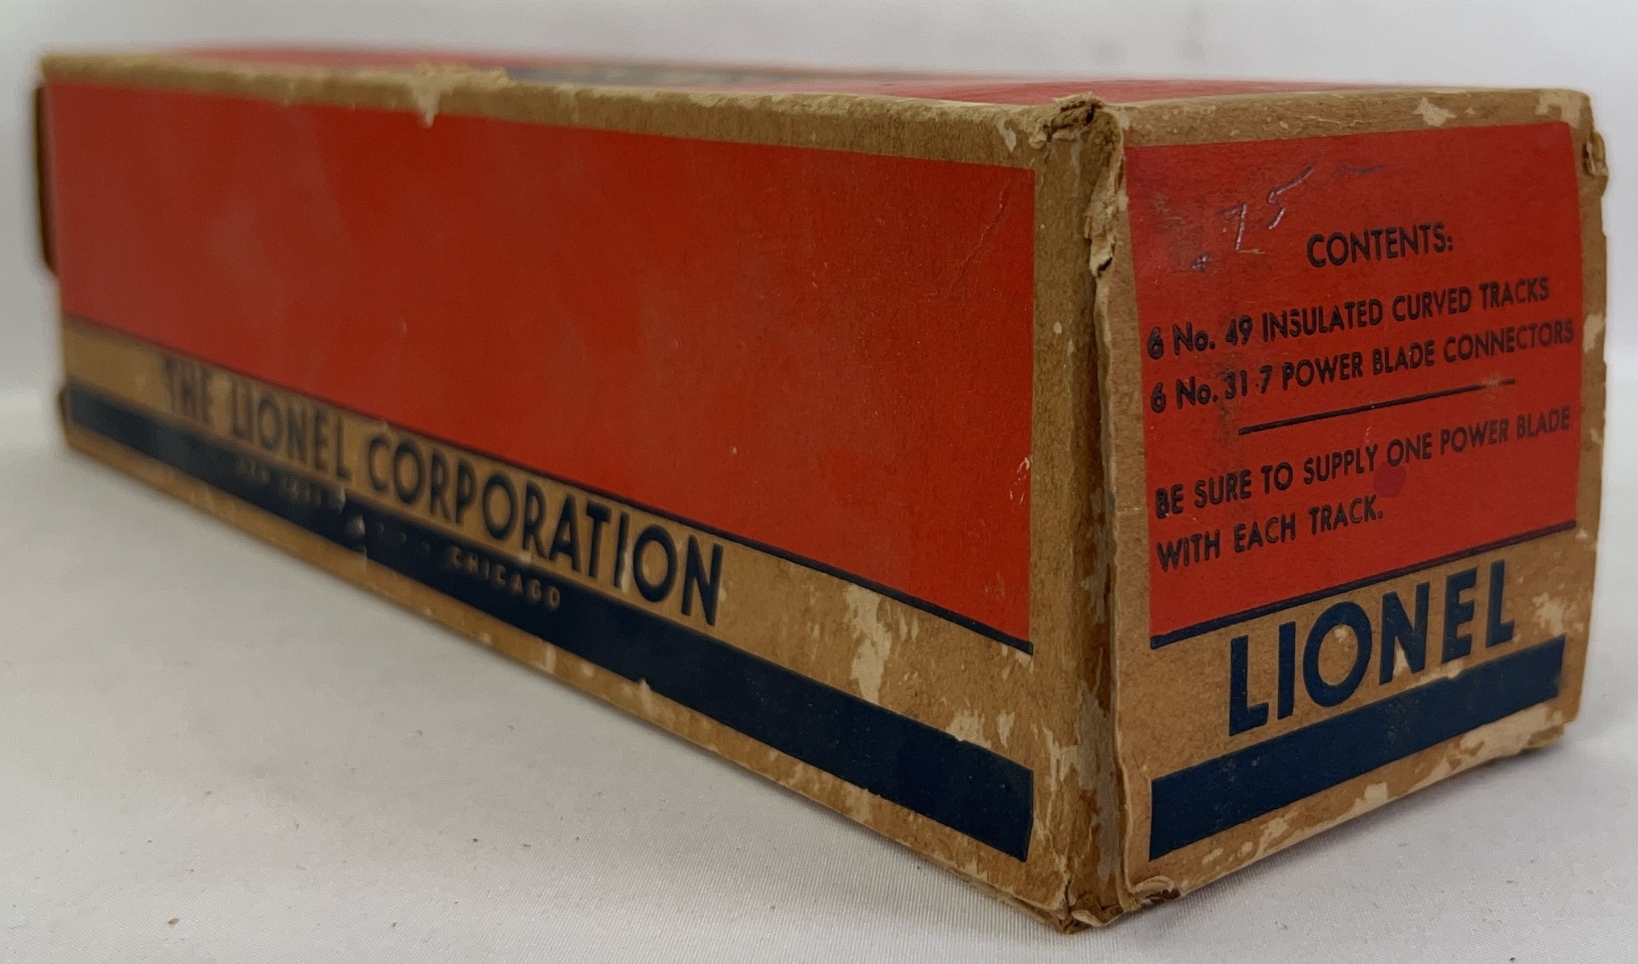 THE LIONEL CORPORATION
CHICAGO
.75
CONTENTS:
6 No. 49 INSULATED CURVED TRACKS
6 No. 31-7 POWER BLADE CONNECTORS
BE SURE TO SUPPLY ONE POWER BLADE
WITH EACH TRACK.
LIONEL